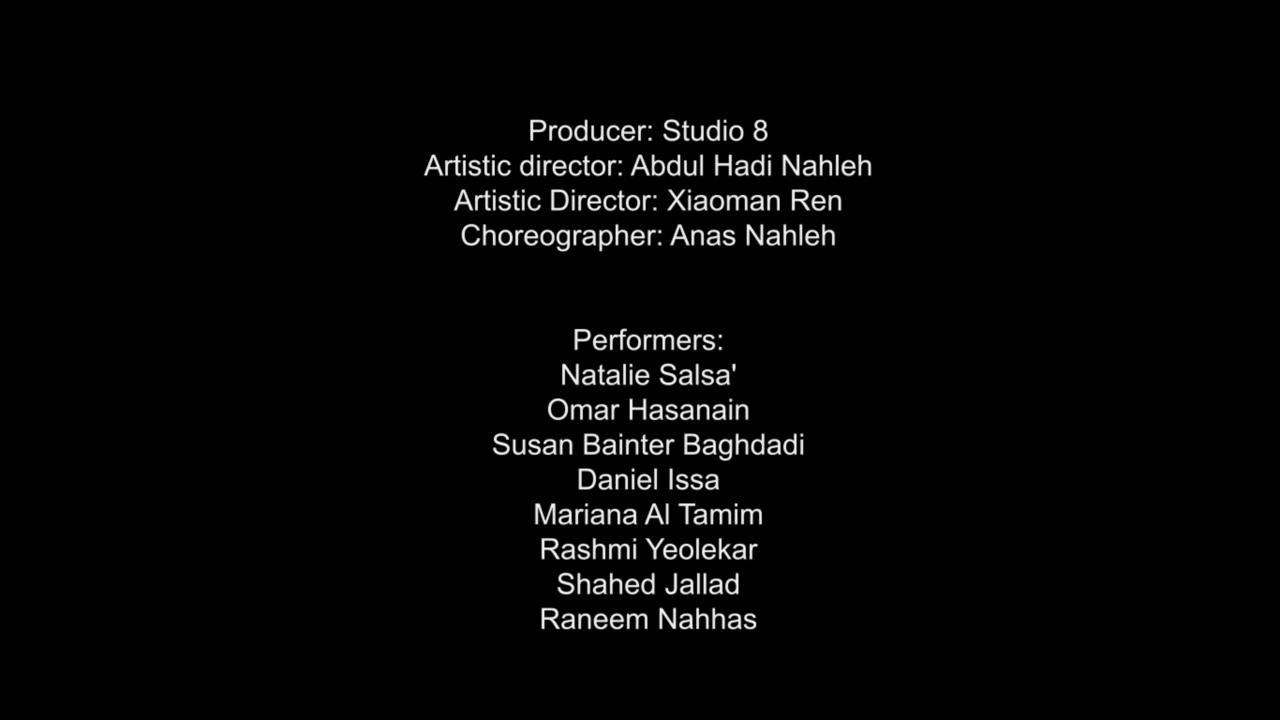 Producer: Studio 8
Artistic director: Abdul Hadi Nahleh
Artistic Director: Xiaoman Ren
Choreographer: Anas Nahleh
Performers:
Natalie Salsa'
Omar Hasanain
Susan Bainter Baghdadi
Daniel Issa
Mariana Al Tamim
Rashmi Yeolekar
Shahed Jallad
Raneem Nahhas